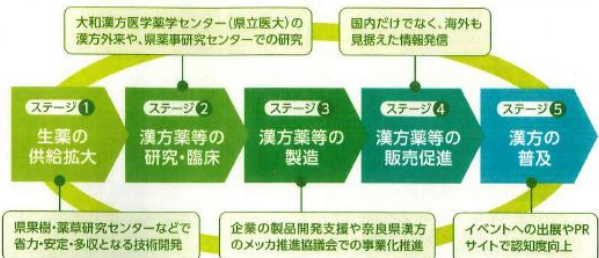 大和漢方医学薬学センター(県立医大)の
漢方外来や、県薬事研究センターでの研究
国内だけでなく、海外も
見据えた情報発信
ステージ1
生薬の
供給拡大
ステージ2
漢方薬等の
研究・臨床
ステージ3
漢方薬等の
製造
ステージ4
漢方薬等の
販売促進
ステージ5
漢方の
普及
県果樹・薬草研究センターなどで
省力・安定・多収となる技術開発
企業の製品開発支援や奈良県漢方
のメッカ推進協議会での事業化推進
イベントへの出展やPR
サイトで認知度向上